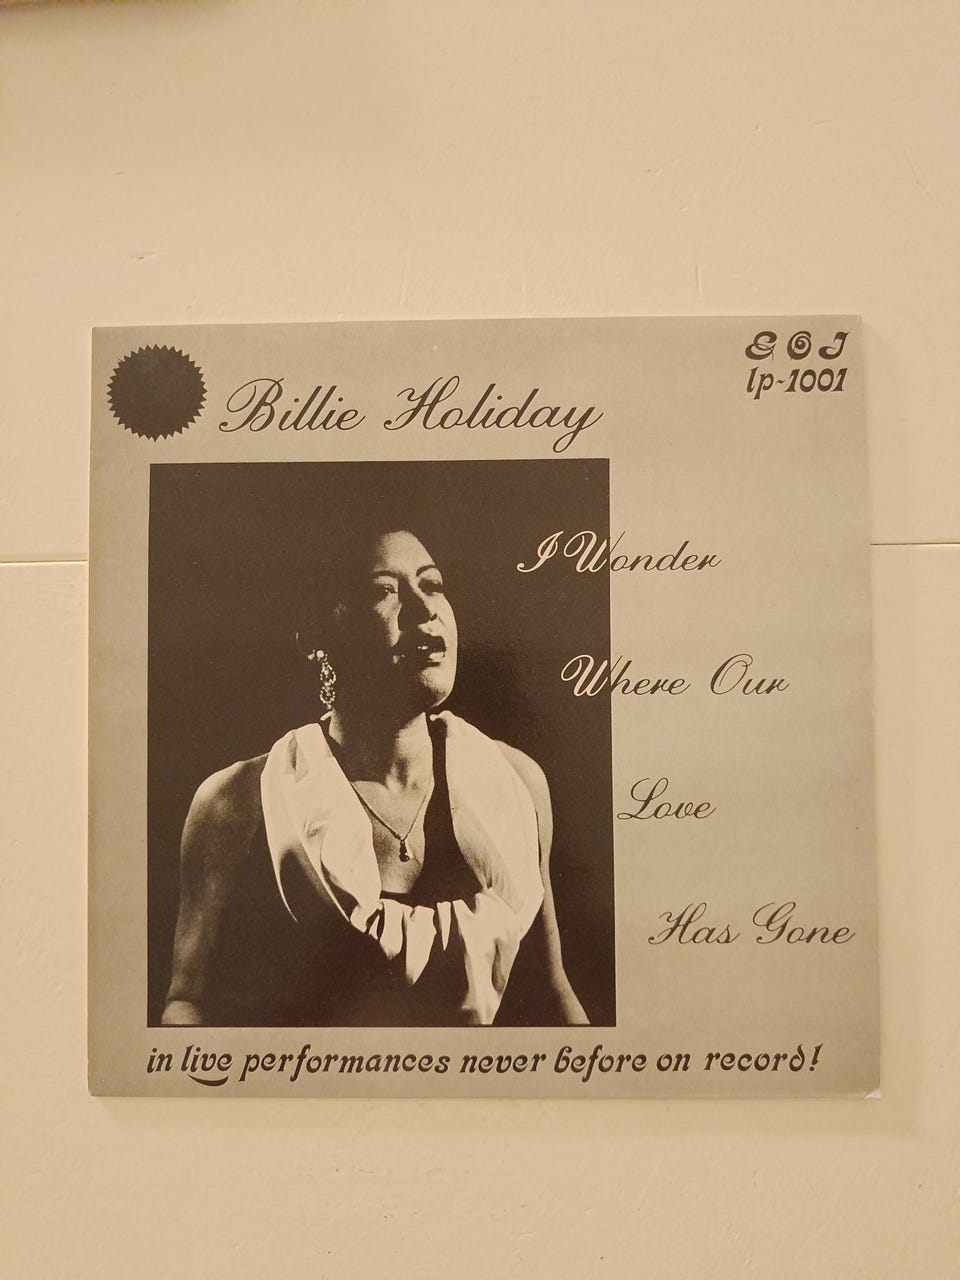 G O J
lp-1001
Billie Holiday
I Wonder
Where Our
Love
Has Gone
in live performances never before on record!